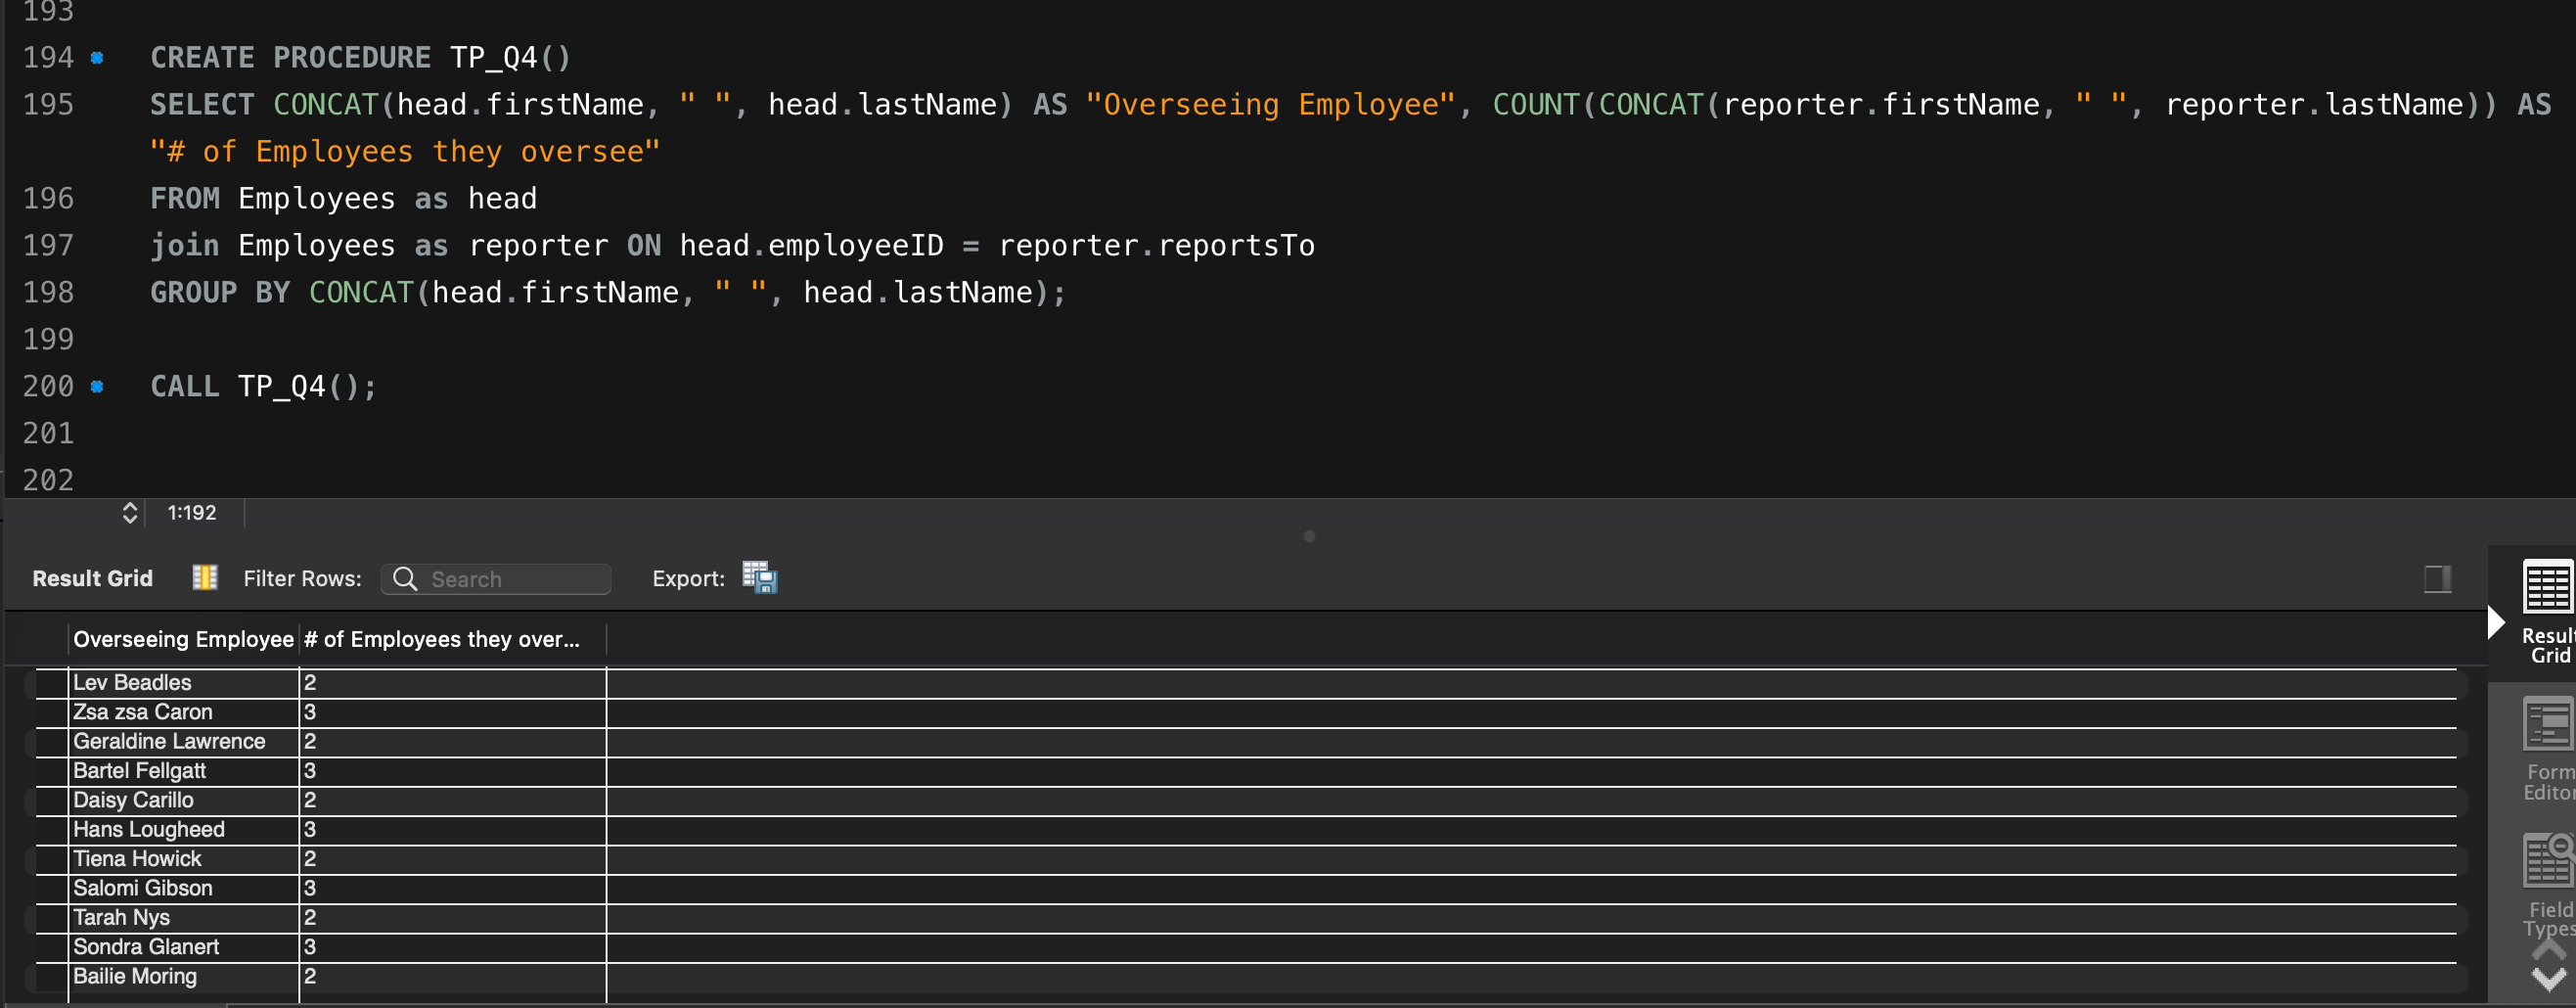 193
194 CREATE PROCEDURE TP_Q4()
195 SELECT CONCAT(head.firstName, " ", head.lastName) AS "Overseeing Employee", COUNT(CONCAT(reporter.firstName, " ", reporter.lastName)) AS
"# of Employees they oversee"
196 FROM Employees as head
197 join Employees as reporter ON head.employeeID = reporter.reportsTo
198 GROUP BY CONCAT(head.firstName, " ", head.lastName);
199
200 CALL TP_Q4();
201
202
1:192
Result Grid Filter Rows: Search Export:
Overseeing Employee # of Employees they over...
Lev Beadles 2
Zsa zsa Caron 3
Geraldine Lawrence 2
Bartel Fellgatt 3
Daisy Carillo 2
Hans Lougheed 3
Tiena Howick 2
Salomi Gibson 3
Tarah Nys 2
Sondra Glanert 3
Bailie Moring 2
Result
Grid
Form
Editor
Field
Types